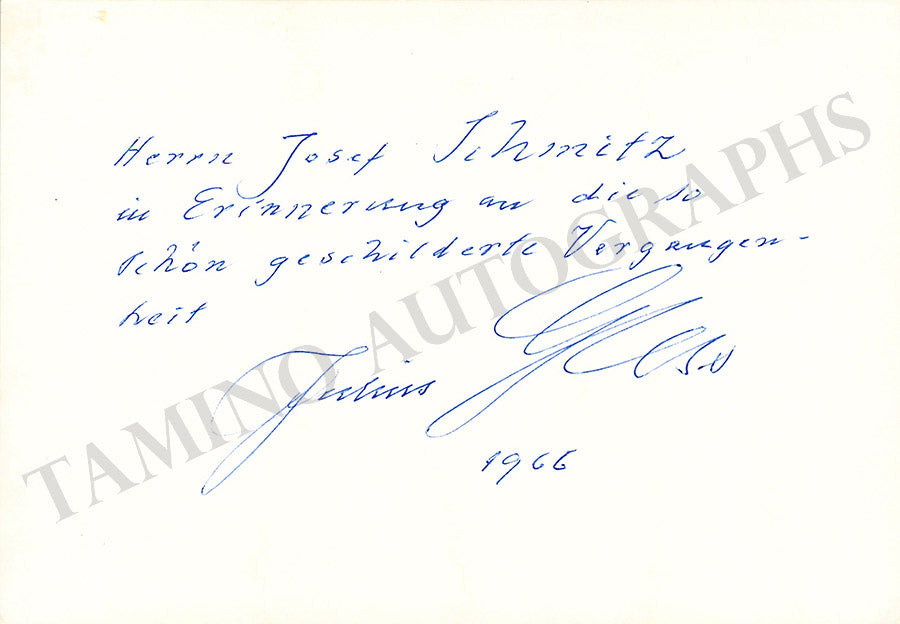 Herrn Josef Schmitz
in Erinnerung an die so
schön geschilderte Vergangen-
heit
Julius
1966
TAMINO AUTOGRAPHS